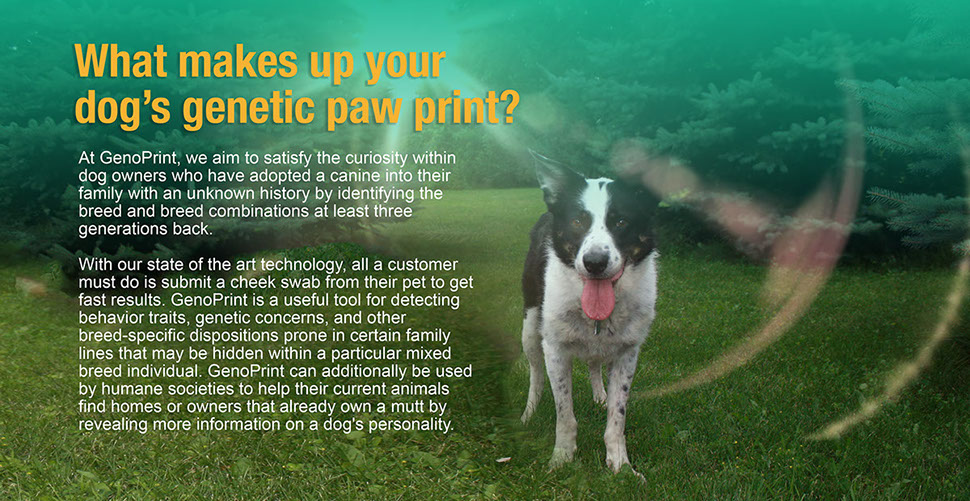 What makes up your
dog's genetic paw print?
At GenoPrint, we aim to satisfy the curiosity within
dog owners who have adopted a canine into their
family with an unknown history by identifying the
breed and breed combinations at least three
generations back.
With our state of the art technology, all a customer
must do is submit a cheek swab from their pet to get
fast results. GenoPrint is a useful tool for detecting
behavior traits, genetic concerns, and other
breed-specific dispositions prone in certain family
lines that may be hidden within a particular mixed
breed individual. GenoPrint can additionally be used
by humane societies to help their current animals
find homes or owners that already own a mutt by
revealing more information on a dog's personality.